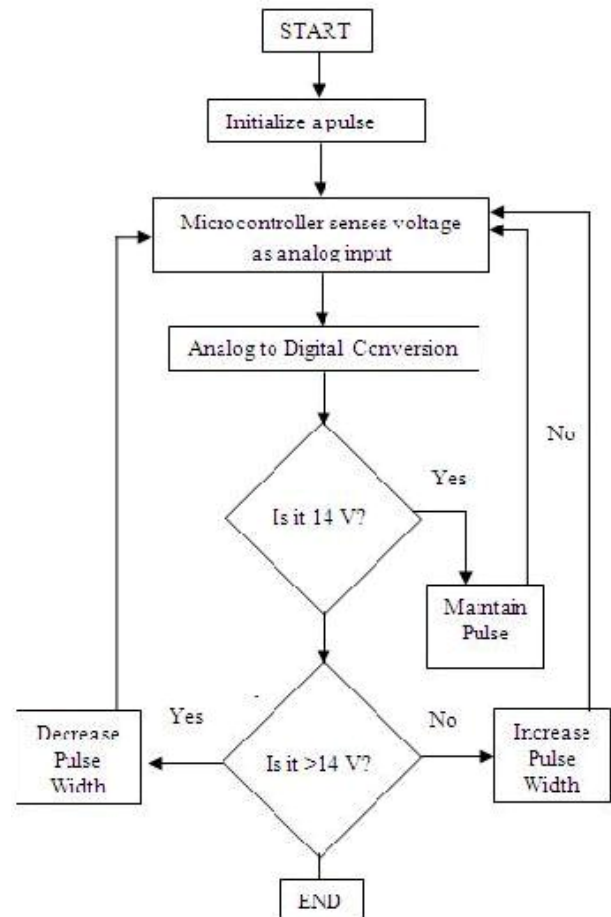 START
Initialize a pulse
Microcontroller senses voltage
as analog input
Analog to Digital Conversion
No
Yes
Is it 14 V?
Maintain
Pulse
Yes
No
Decrease
Pulse
Width
Is it >14 V?
Increase
Pulse
Width
END